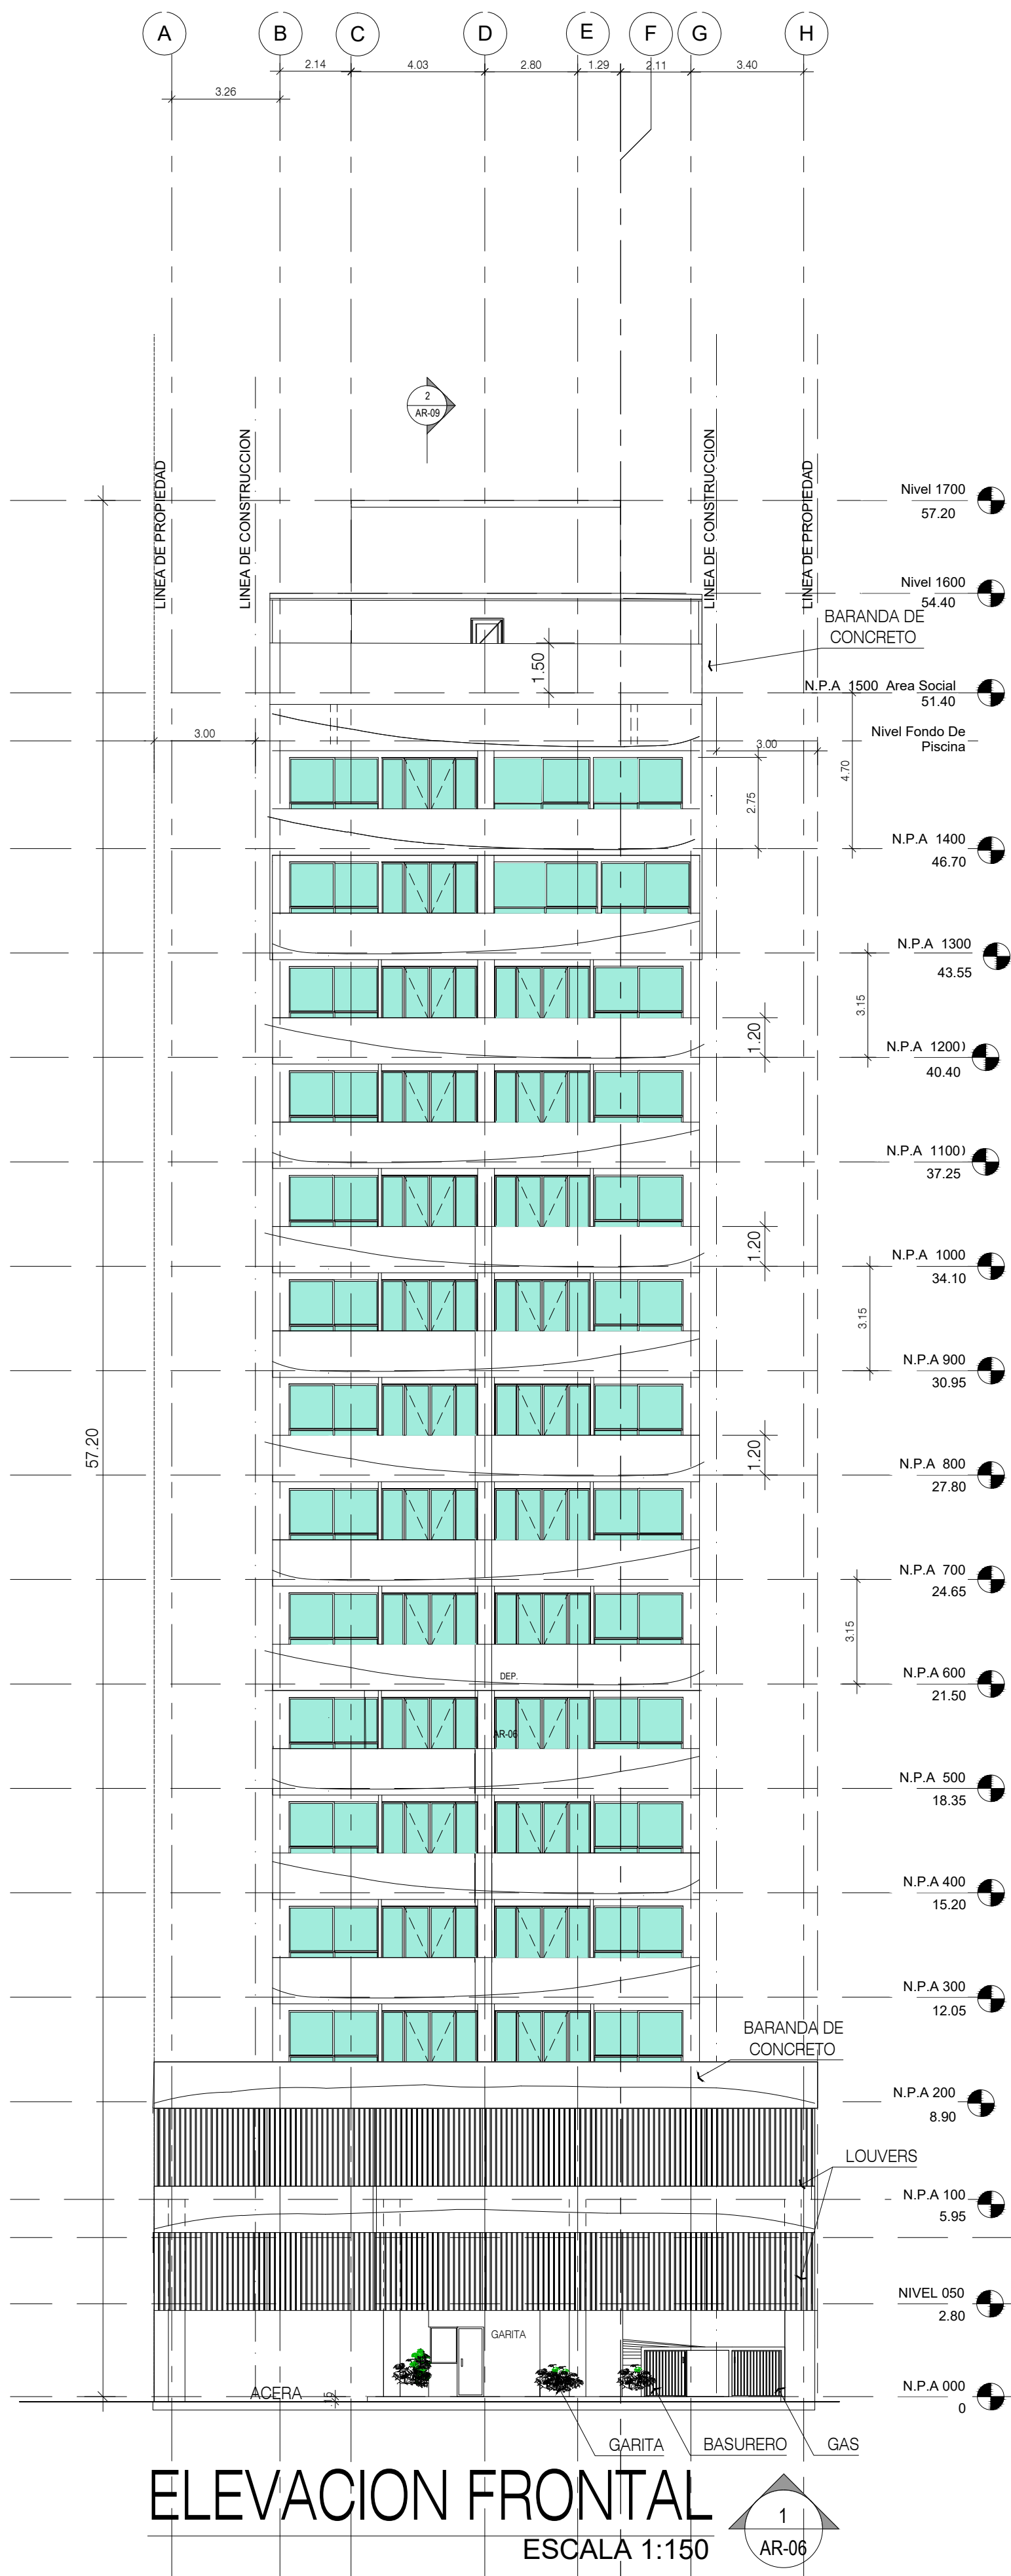 A B C D E F G H
2.14 4.03 2.80 1.29 2.11 3.40
3.26
2
AR-09
LINEA DE PROPIEDAD
LINEA DE CONSTRUCCION
LINEA DE CONSTRUCCION
LINEA DE PROPIEDAD
Nivel 1700
57.20
Nivel 1600
54.40
BARANDA DE
CONCRETO
1.50
N.P.A 1500 Area Social
51.40
Nivel Fondo De
Piscina
3.00
3.00
4.70
2.75
N.P.A 1400
46.70
N.P.A 1300
43.55
3.15
1.20
N.P.A 1200)
40.40
N.P.A 1100)
37.25
1.20
N.P.A 1000
34.10
3.15
N.P.A 900
30.95
57.20
1.20
N.P.A 800
27.80
N.P.A 700
24.65
3.15
DEP.
N.P.A 600
21.50
AR-06
N.P.A 500
18.35
N.P.A 400
15.20
N.P.A 300
12.05
BARANDA DE
CONCRETO
N.P.A 200
8.90
LOUVERS
N.P.A 100
5.95
NIVEL 050
2.80
GARITA
ACERA
.15
N.P.A 000
0
GARITA
BASURERO
GAS
ELEVACION FRONTAL
ESCALA 1:150
1
AR-06